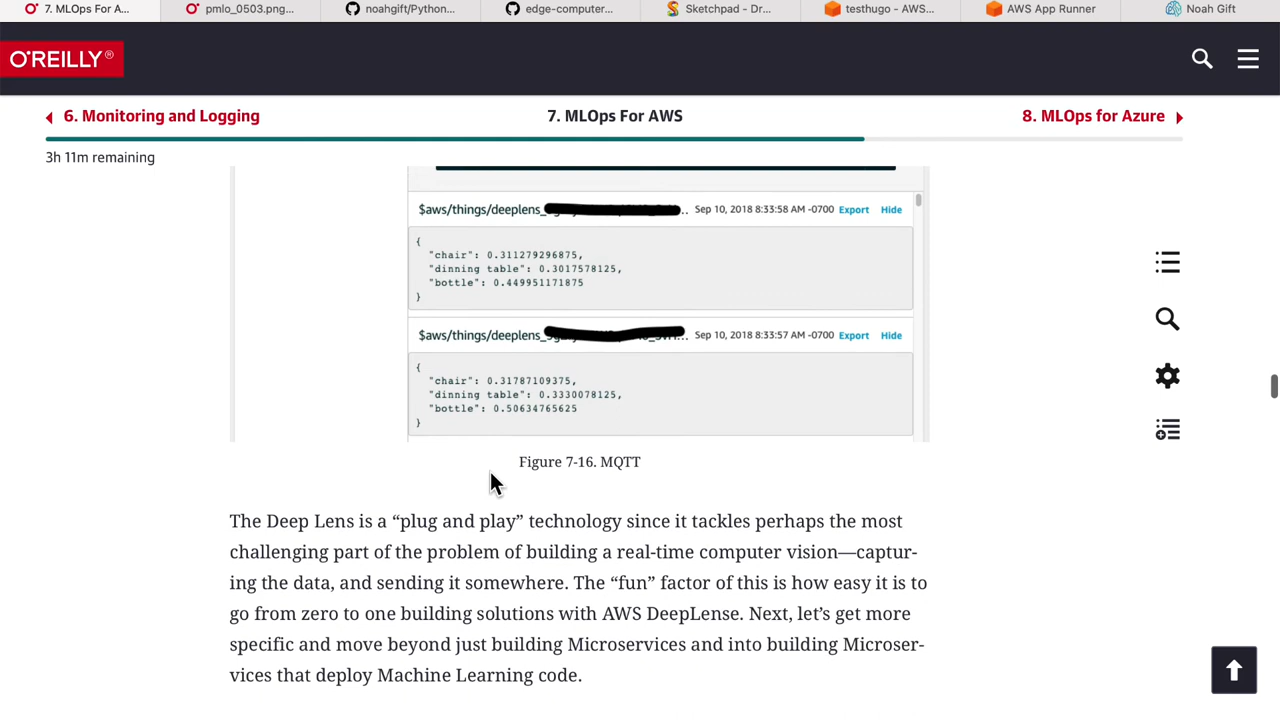 7. MLOps For A...
pmlo_0503.png...
noahgift/Python...
edge-computer...
Sketchpad - Dr...
testhugo - AWS...
AWS App Runner
Noah Gift
O'REILLY®
6. Monitoring and Logging
7. MLOps For AWS
8. MLOps for Azure
3h 11m remaining
$aws/things/deeplens_ ... Sep 10, 2018 8:33:58 AM -0700 Export Hide
{
"chair": 0.311279296875,
"dinning table": 0.3017578125,
"bottle": 0.449951171875
}
$aws/things/deeplens_ ... Sep 10, 2018 8:33:57 AM -0700 Export Hide
{
"chair": 0.31787109375,
"dinning table": 0.3330078125,
"bottle": 0.50634765625
}
Figure 7-16. MQTT
The Deep Lens is a “plug and play” technology since it tackles perhaps the most
challenging part of the problem of building a real-time computer vision—captur-
ing the data, and sending it somewhere. The “fun” factor of this is how easy it is to
go from zero to one building solutions with AWS DeepLense. Next, let’s get more
specific and move beyond just building Microservices and into building Microser-
vices that deploy Machine Learning code.